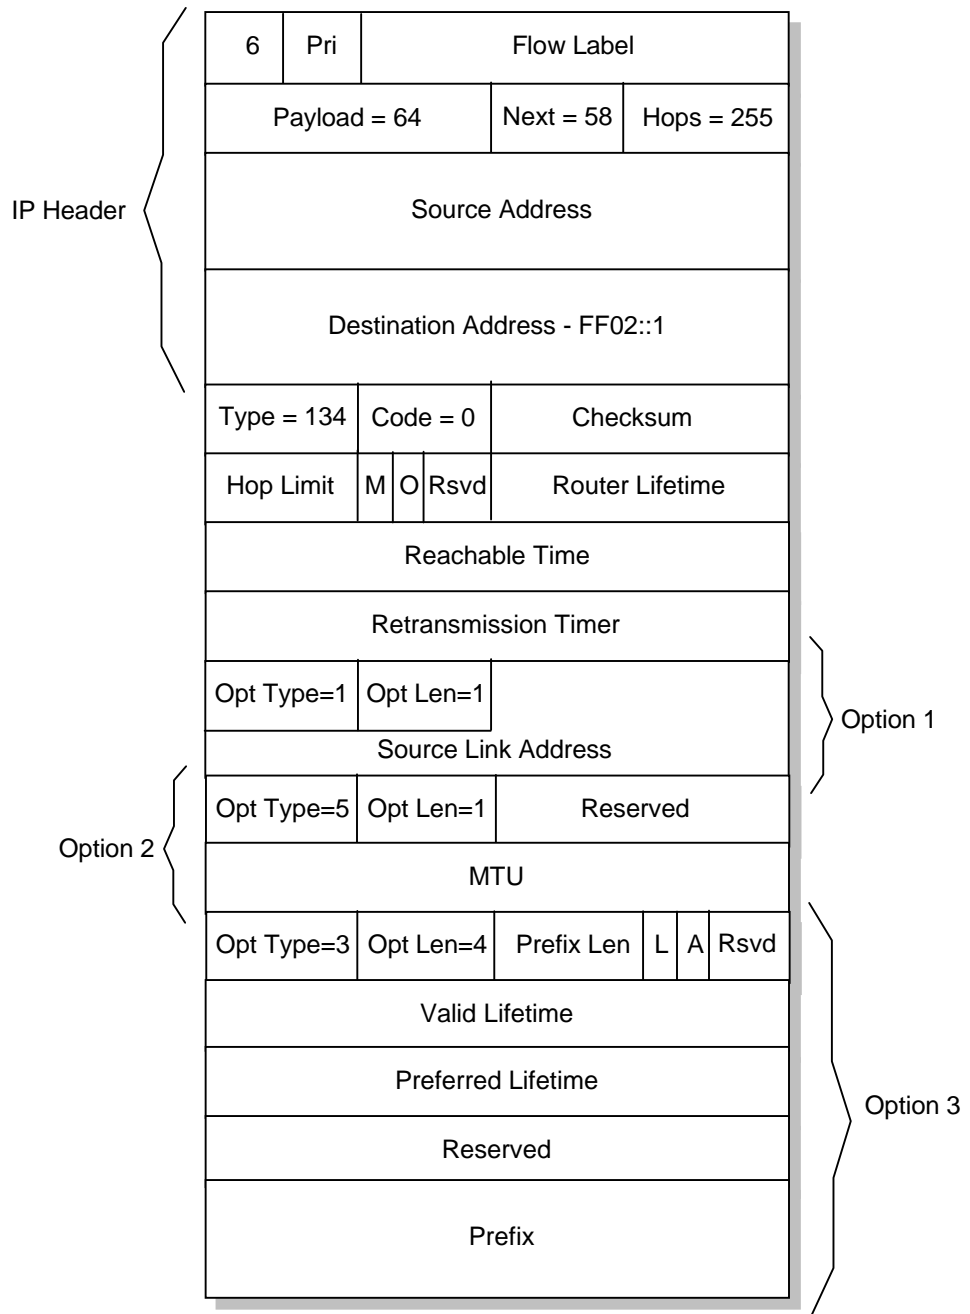 6 Pri Flow Label
Payload = 64 Next = 58 Hops = 255
IP Header
Source Address
Destination Address - FF02::1
Type = 134 Code = 0 Checksum
Hop Limit M O Rsvd Router Lifetime
Reachable Time
Retransmission Timer
Opt Type=1 Opt Len=1
Option 1
Source Link Address
Opt Type=5 Opt Len=1 Reserved
Option 2
MTU
Opt Type=3 Opt Len=4 Prefix Len L A Rsvd
Valid Lifetime
Preferred Lifetime
Option 3
Reserved
Prefix